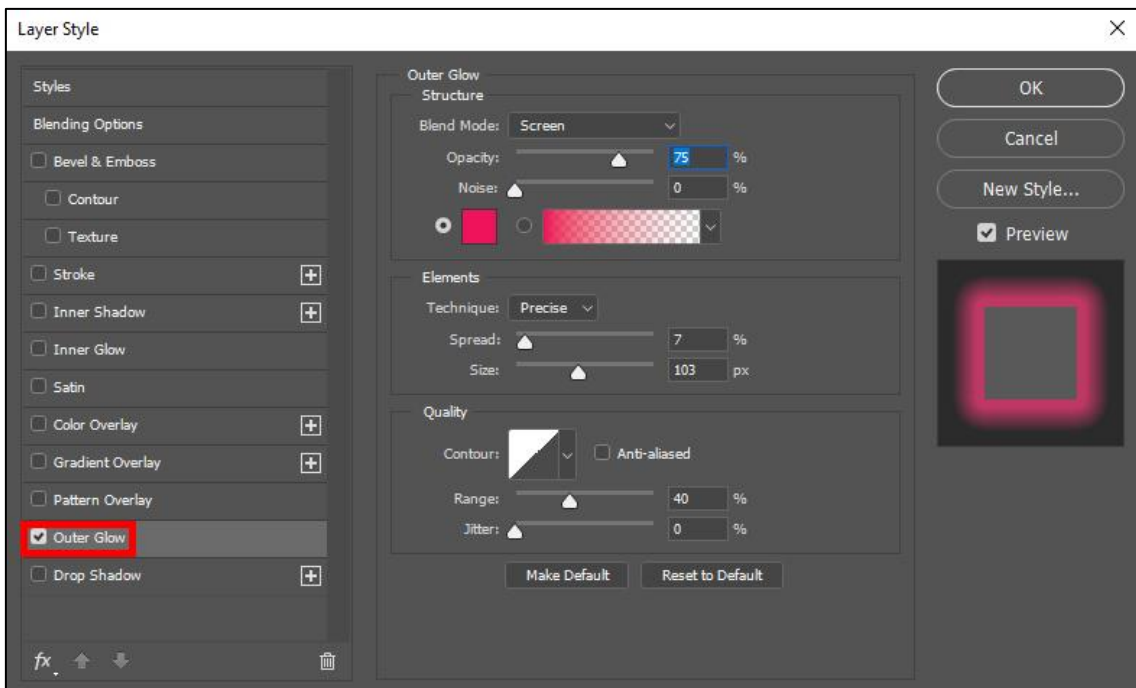 Layer Style
Styles
Blending Options
Bevel & Emboss
Contour
Texture
Stroke
Inner Shadow
Inner Glow
Satin
Color Overlay
Gradient Overlay
Pattern Overlay
Outer Glow
Drop Shadow
fx
Outer Glow
Structure
Blend Mode: Screen
Opacity: 75 %
Noise: 0 %
Elements
Technique: Precise
Spread: 7 %
Size: 103 px
Quality
Contour: Anti-aliased
Range: 40 %
Jitter: 0 %
Make Default Reset to Default
OK
Cancel
New Style...
Preview